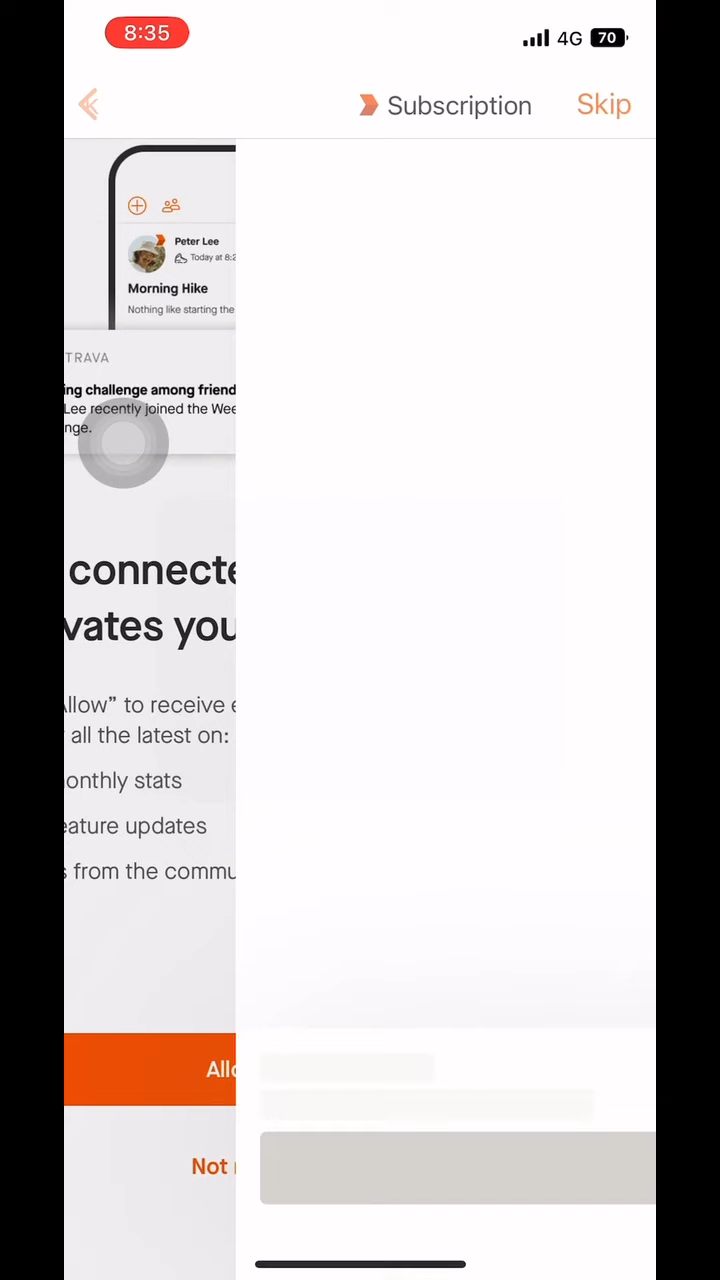 8:35
4G 70
Subscription Skip
Peter Lee
Today at 8:2
Morning Hike
Nothing like starting the
TRAVA
ing challenge among friend
Lee recently joined the Wee
nge.
connecte
vates you
Allow” to receive e
all the latest on:
onthly stats
eature updates
s from the commu
Allo
Not